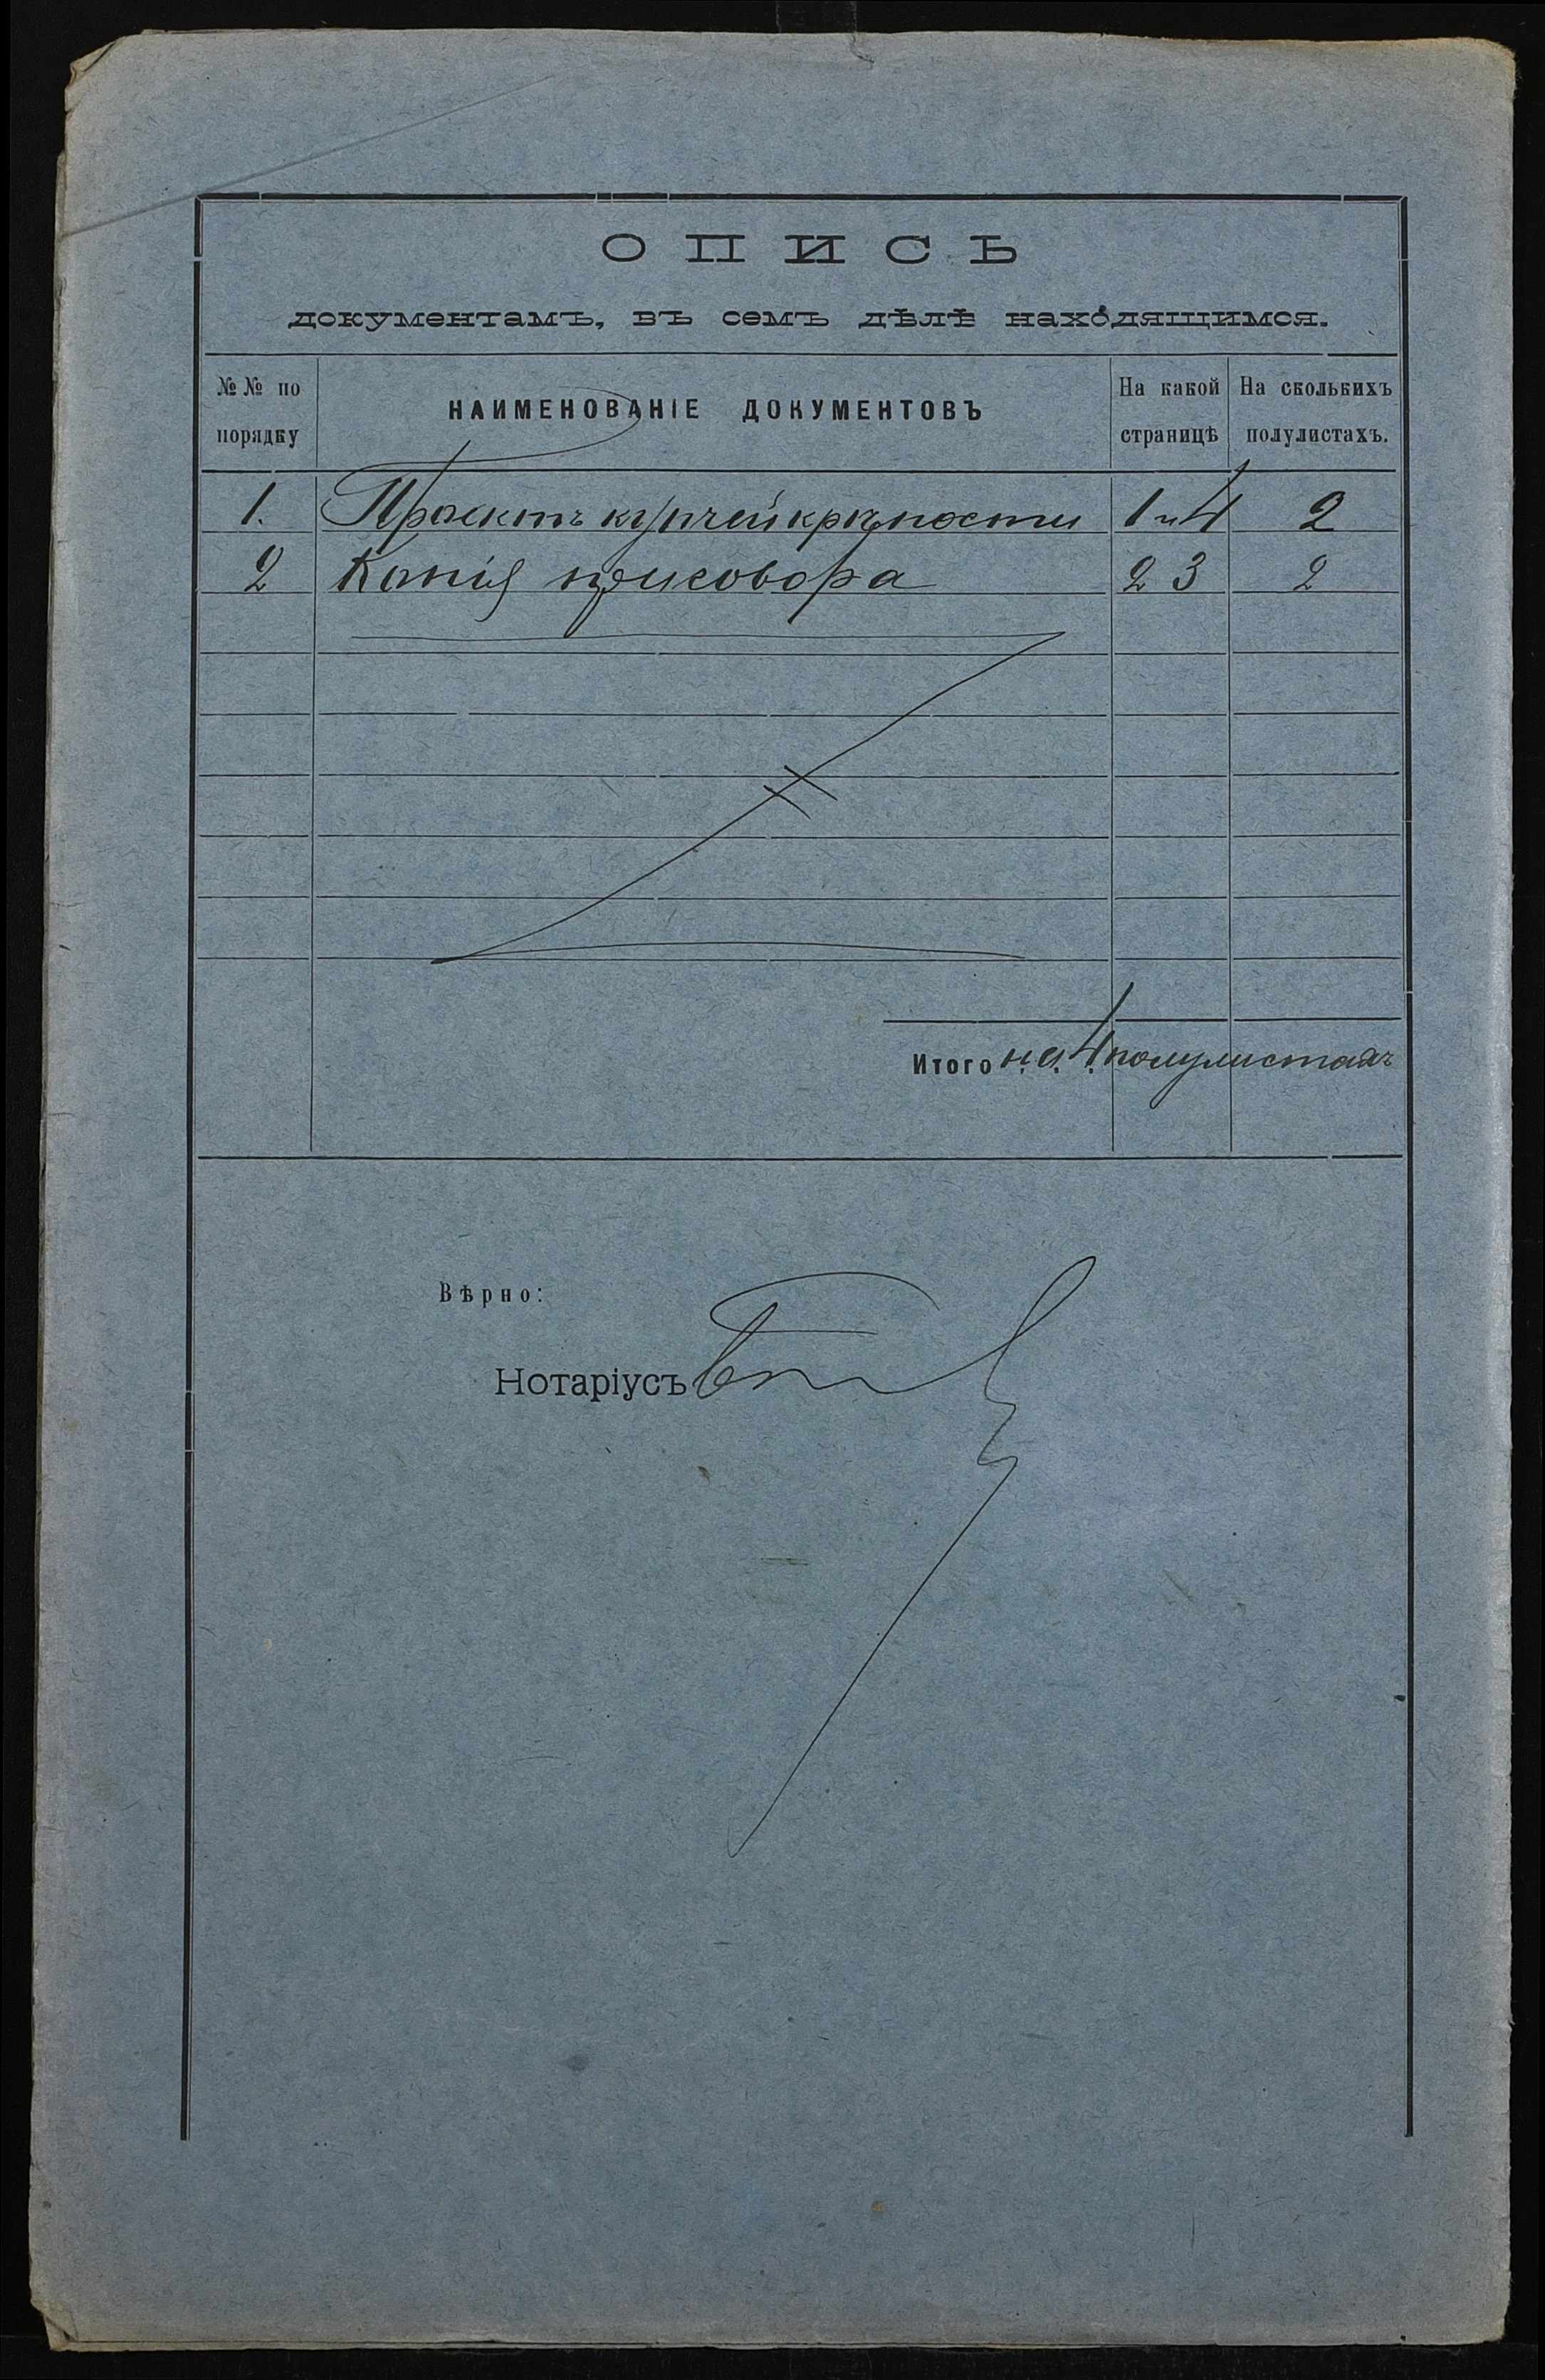 ОПИСЬ
документамъ, въ семъ дѣлѣ находящимся.
№№ по порядку
НАИМЕНОВАНІЕ ДОКУМЕНТОВЪ
На какой страницѣ
На сколькихъ полулистахъ.
1. Проектъ купчей крѣпости 1 и 4 2
2 Копія приговора 2 3 2
Итого на 4 полулистахъ
Вѣрно:
Нотаріусъ